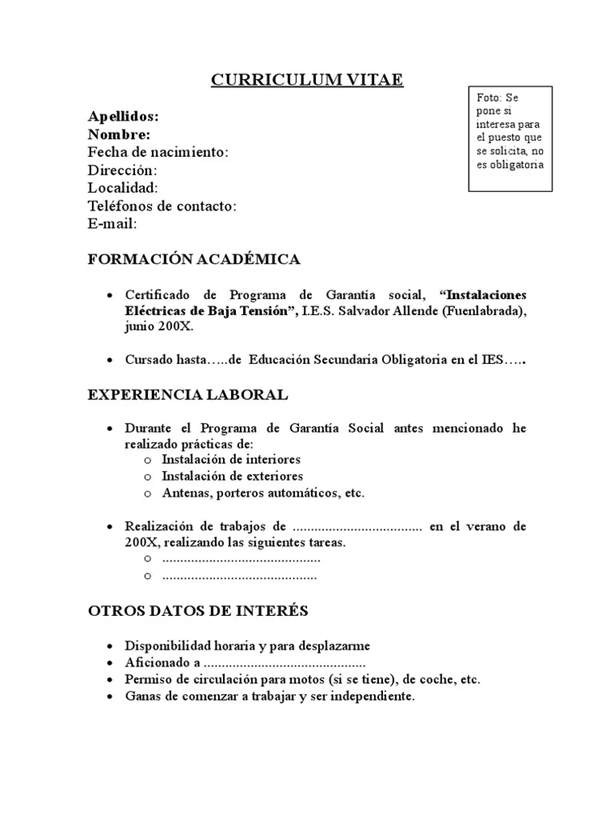 CURRICULUM VITAE
Foto: Se
pone si
interesa para
el puesto que
se solicita, no
es obligatoria
Apellidos:
Nombre:
Fecha de nacimiento:
Dirección:
Localidad:
Teléfonos de contacto:
E-mail:
FORMACIÓN ACADÉMICA
• Certificado de Programa de Garantía social, “Instalaciones
Eléctricas de Baja Tensión”, I.E.S. Salvador Allende (Fuenlabrada),
junio 200X.
• Cursado hasta…..de Educación Secundaria Obligatoria en el IES…..
EXPERIENCIA LABORAL
• Durante el Programa de Garantía Social antes mencionado he
realizado prácticas de:
o Instalación de interiores
o Instalación de exteriores
o Antenas, porteros automáticos, etc.
• Realización de trabajos de .................................... en el verano de
200X, realizando las siguientes tareas.
o ............................................
o ...........................................
OTROS DATOS DE INTERÉS
• Disponibilidad horaria y para desplazarme
• Aficionado a .............................................
• Permiso de circulación para motos (si se tiene), de coche, etc.
• Ganas de comenzar a trabajar y ser independiente.